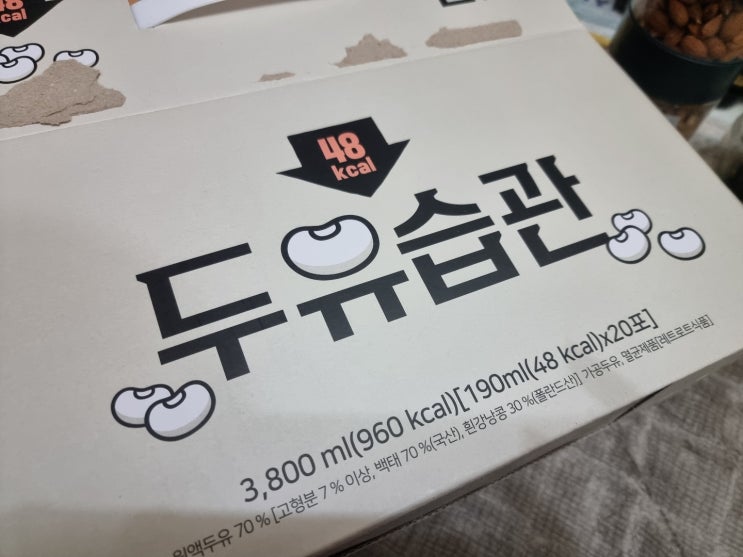 48
kcal
48
kcal
두유습관
3,800 ml(960 kcal)[190ml(48 kcal)x20포]
원액두유 70 % [고형분 7 % 이상, 백태 70 %(국산), 흰강낭콩 30 %(폴란드산)] 가공두유, 멸균제품[레토르트식품]